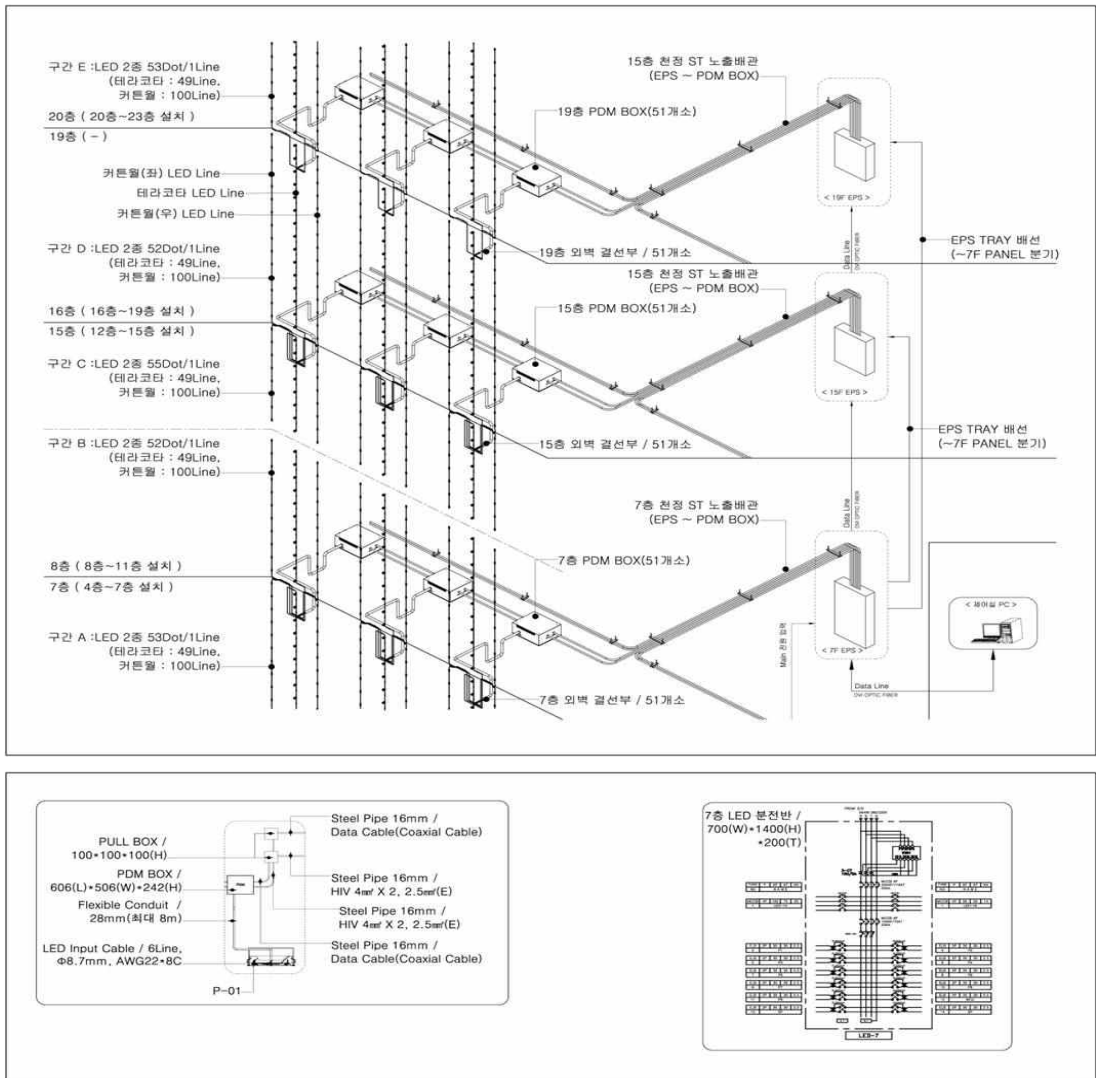 구간 E :LED 2종 53Dot/1Line
(테라코타 : 49Line,
커튼월 : 100Line)
20층 ( 20층~23층 설치 )
19층 ( - )
커튼월(좌) LED Line
테라코타 LED Line
커튼월(우) LED Line
구간 D :LED 2종 52Dot/1Line
(테라코타 : 49Line,
커튼월 : 100Line)
16층 ( 16층~19층 설치 )
15층 ( 12층~15층 설치 )
구간 C :LED 2종 55Dot/1Line
(테라코타 : 49Line,
커튼월 : 100Line)
구간 B :LED 2종 52Dot/1Line
(테라코타 : 49Line,
커튼월 : 100Line)
8층 ( 8층~11층 설치 )
7층 ( 4층~7층 설치 )
구간 A :LED 2종 53Dot/1Line
(테라코타 : 49Line,
커튼월 : 100Line)
15층 천정 ST 노출배관
(EPS ~ PDM BOX)
19층 PDM BOX(51개소)
19층 외벽 결선부 / 51개소
15층 천정 ST 노출배관
(EPS ~ PDM BOX)
15층 PDM BOX(51개소)
15층 외벽 결선부 / 51개소
7층 천정 ST 노출배관
(EPS ~ PDM BOX)
7층 PDM BOX(51개소)
7층 외벽 결선부 / 51개소
< 19F EPS >
Data Line
OW-OPTIC FIBER
EPS TRAY 배선
(~7F PANEL 분기)
< 15F EPS >
EPS TRAY 배선
(~7F PANEL 분기)
Data Line
OW-OPTIC FIBER
Main 전원 입력
< 7F EPS >
< 제어실 PC >
Data Line
OW-OPTIC FIBER
PULL BOX /
100*100*100(H)
PDM BOX /
606(L)*506(W)*242(H)
Flexible Conduit /
28mm(최대 8m)
LED Input Cable / 6Line,
Φ8.7mm, AWG22*8C
P-01
PDM
Steel Pipe 16mm /
Data Cable(Coaxial Cable)
Steel Pipe 16mm /
HIV 4㎟ X 2, 2.5㎟(E)
Steel Pipe 16mm /
HIV 4㎟ X 2, 2.5㎟(E)
Steel Pipe 16mm /
Data Cable(Coaxial Cable)
7층 LED 분전반 /
700(W)*1400(H)
*200(T)
LED-7